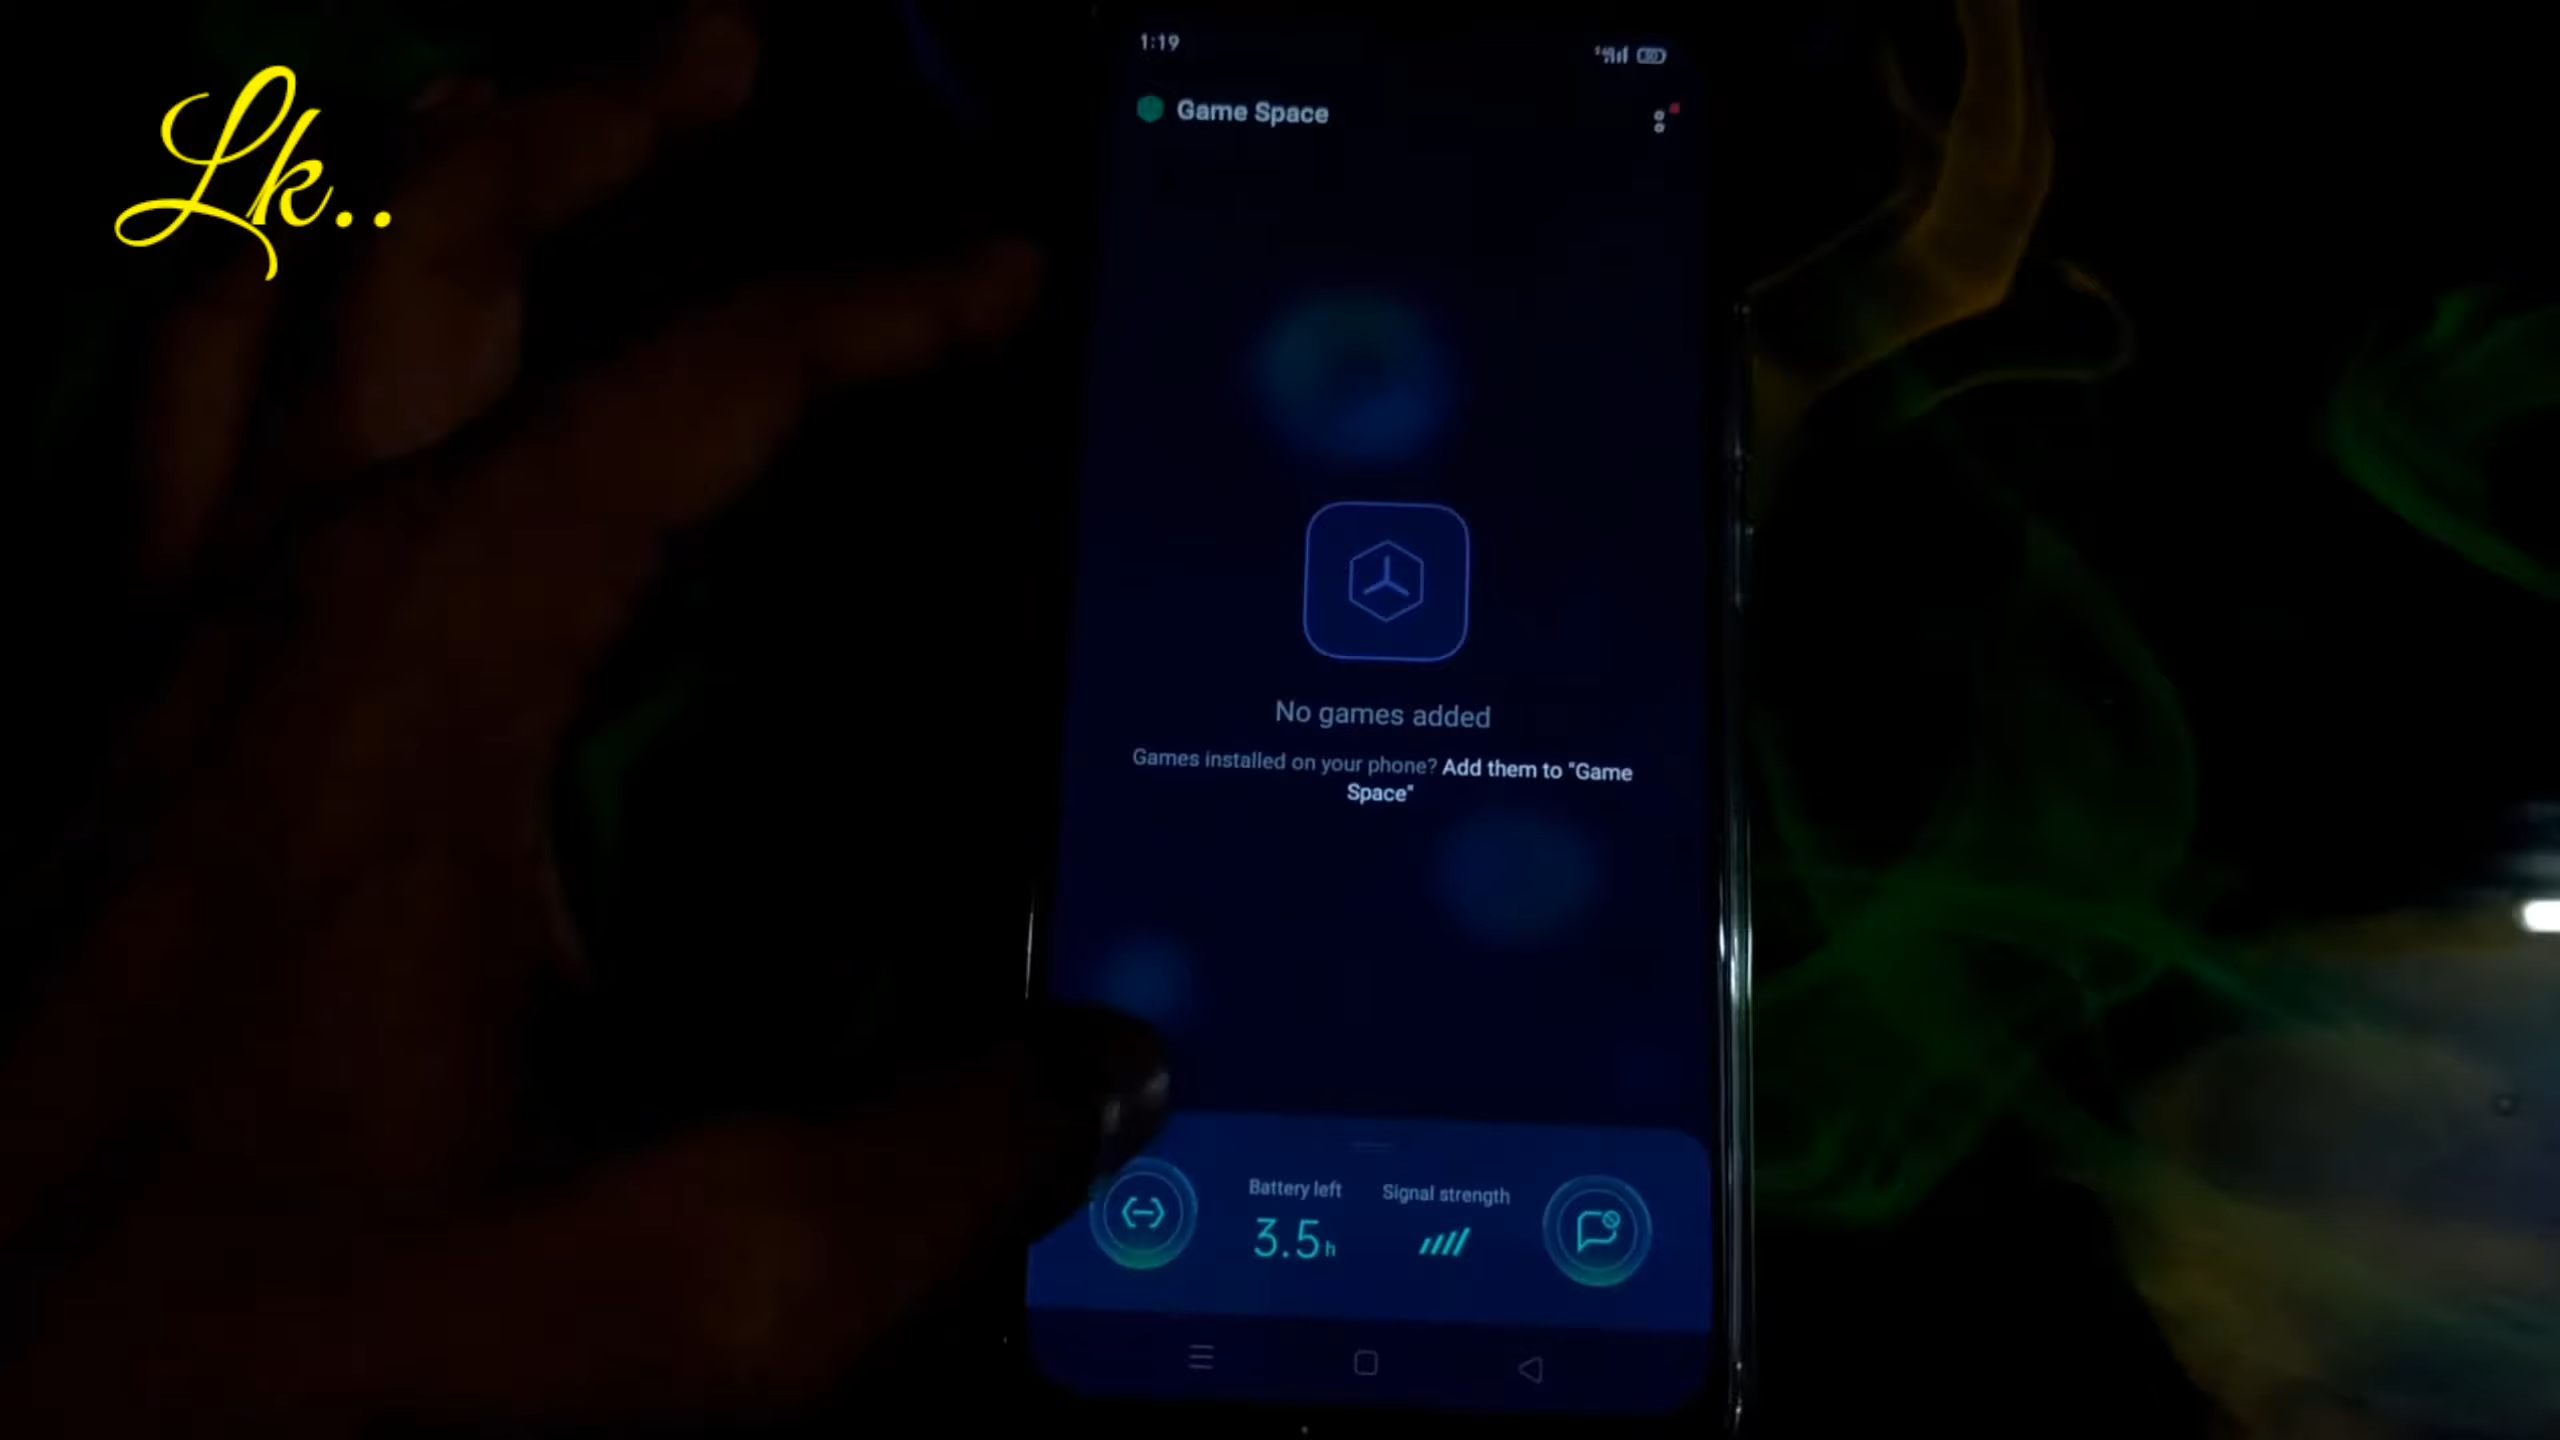 Lk..
1:19
Game Space
No games added
Games installed on your phone? Add them to "Game
Space"
Battery left
Signal strength
3.5h